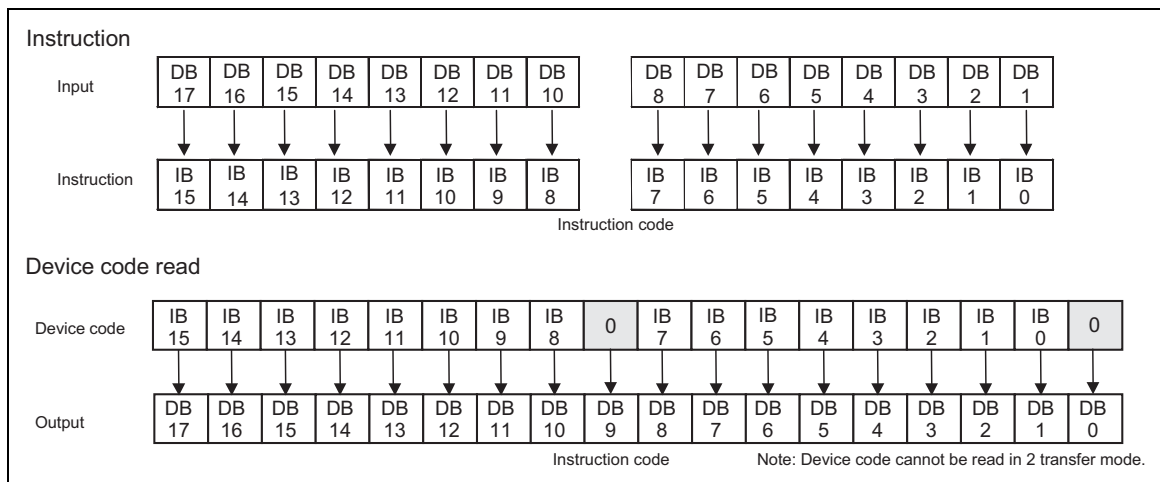 Instruction
Input
DB 17 DB 16 DB 15 DB 14 DB 13 DB 12 DB 11 DB 10 DB 8 DB 7 DB 6 DB 5 DB 4 DB 3 DB 2 DB 1
Instruction
IB 15 IB 14 IB 13 IB 12 IB 11 IB 10 IB 9 IB 8 IB 7 IB 6 IB 5 IB 4 IB 3 IB 2 IB 1 IB 0
Instruction code
Device code read
Device code
IB 15 IB 14 IB 13 IB 12 IB 11 IB 10 IB 9 IB 8 0 IB 7 IB 6 IB 5 IB 4 IB 3 IB 2 IB 1 IB 0 0
Output
DB 17 DB 16 DB 15 DB 14 DB 13 DB 12 DB 11 DB 10 DB 9 DB 8 DB 7 DB 6 DB 5 DB 4 DB 3 DB 2 DB 1 DB 0
Instruction code
Note: Device code cannot be read in 2 transfer mode.